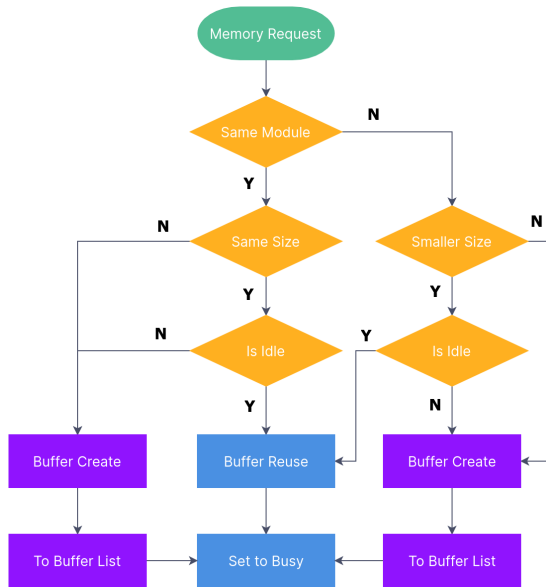 Memory Request
Same Module
N
Y
Same Size
N
Smaller Size
N
Y
Y
Is Idle
N
Is Idle
Y
Y
N
Buffer Create
Buffer Reuse
Buffer Create
To Buffer List
Set to Busy
To Buffer List